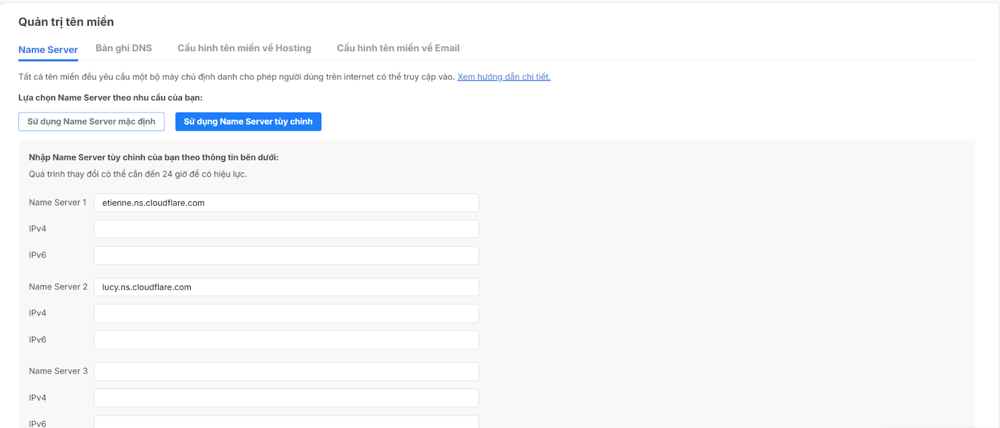 Quản trị tên miền
Name Server Bản ghi DNS Cấu hình tên miền về Hosting Cấu hình tên miền về Email
Tất cả tên miền đều yêu cầu một bộ máy chủ định danh cho phép người dùng trên internet có thể truy cập vào. Xem hướng dẫn chi tiết.
Lựa chọn Name Server theo nhu cầu của bạn:
Sử dụng Name Server mặc định Sử dụng Name Server tùy chỉnh
Nhập Name Server tùy chỉnh của bạn theo thông tin bên dưới:
Quá trình thay đổi có thể cần đến 24 giờ để có hiệu lực.
Name Server 1 etienne.ns.cloudflare.com
IPv4
IPv6
Name Server 2 lucy.ns.cloudflare.com
IPv4
IPv6
Name Server 3
IPv4
IPv6